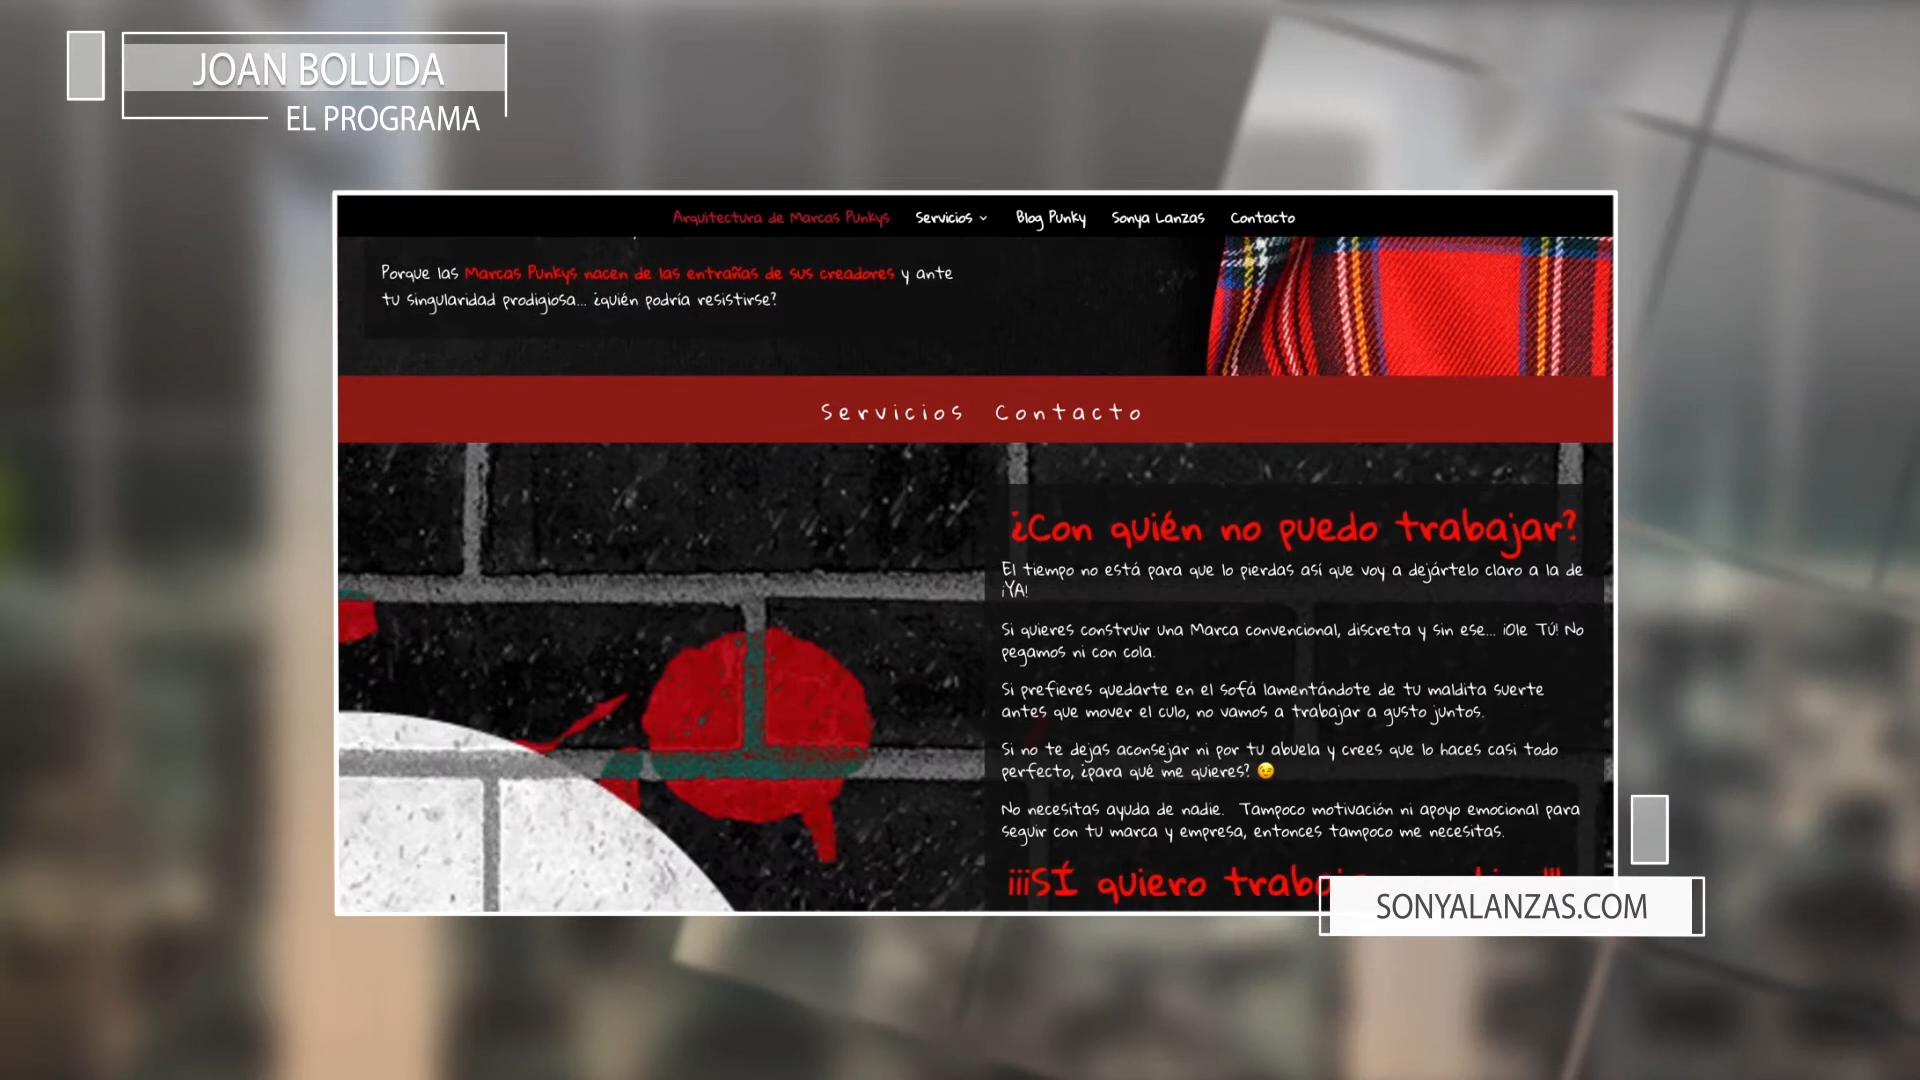 JOAN BOLUDA
EL PROGRAMA
Arquitectura de Marcas Punkys Servicios Blog Punky Sonya Lanzas Contacto
Porque las Marcas Punkys nacen de las entrañas de sus creadores y ante
tu singularidad prodigiosa... ¿quién podría resistirse?
Servicios Contacto
¿Con quién no puedo trabajar?
El tiempo no está para que lo pierdas así que voy a dejártelo claro a la de
¡YA!
Si quieres construir una Marca convencional, discreta y sin ese... ¡Ole TÚ! No
pegamos ni con cola.
Si prefieres quedarte en el sofá lamentándote de tu maldita suerte
antes que mover el culo, no vamos a trabajar a gusto juntos.
Si no te dejas aconsejar ni por tu abuela y crees que lo haces casi todo
perfecto, ¿para qué me quieres? 😉
No necesitas ayuda de nadie. Tampoco motivación ni apoyo emocional para
seguir con tu marca y empresa, entonces tampoco me necesitas.
¡¡¡SÍ quiero
SONYALANZAS.COM